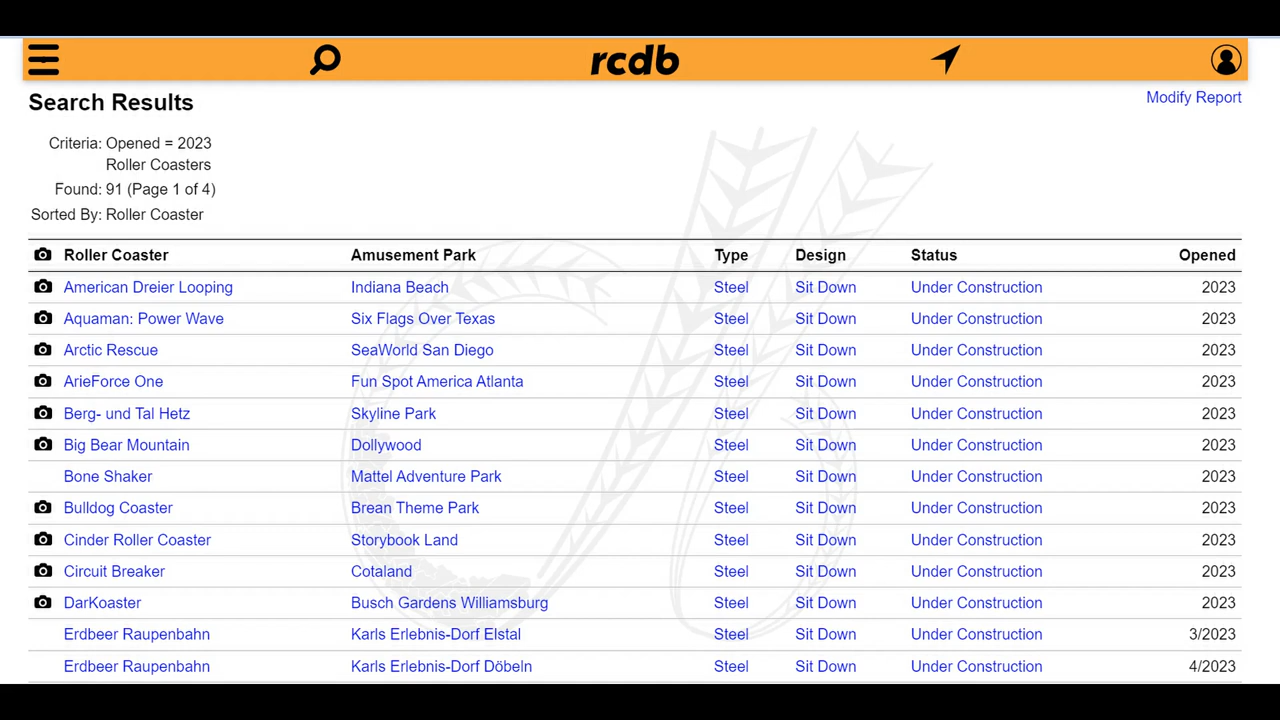 rcdb
Search Results
Modify Report
Criteria: Opened = 2023
Roller Coasters
Found: 91 (Page 1 of 4)
Sorted By: Roller Coaster
Roller Coaster Amusement Park Type Design Status Opened
American Dreier Looping Indiana Beach Steel Sit Down Under Construction 2023
Aquaman: Power Wave Six Flags Over Texas Steel Sit Down Under Construction 2023
Arctic Rescue SeaWorld San Diego Steel Sit Down Under Construction 2023
ArieForce One Fun Spot America Atlanta Steel Sit Down Under Construction 2023
Berg- und Tal Hetz Skyline Park Steel Sit Down Under Construction 2023
Big Bear Mountain Dollywood Steel Sit Down Under Construction 2023
Bone Shaker Mattel Adventure Park Steel Sit Down Under Construction 2023
Bulldog Coaster Brean Theme Park Steel Sit Down Under Construction 2023
Cinder Roller Coaster Storybook Land Steel Sit Down Under Construction 2023
Circuit Breaker Cotaland Steel Sit Down Under Construction 2023
DarKoaster Busch Gardens Williamsburg Steel Sit Down Under Construction 2023
Erdbeer Raupenbahn Karls Erlebnis-Dorf Elstal Steel Sit Down Under Construction 3/2023
Erdbeer Raupenbahn Karls Erlebnis-Dorf Döbeln Steel Sit Down Under Construction 4/2023